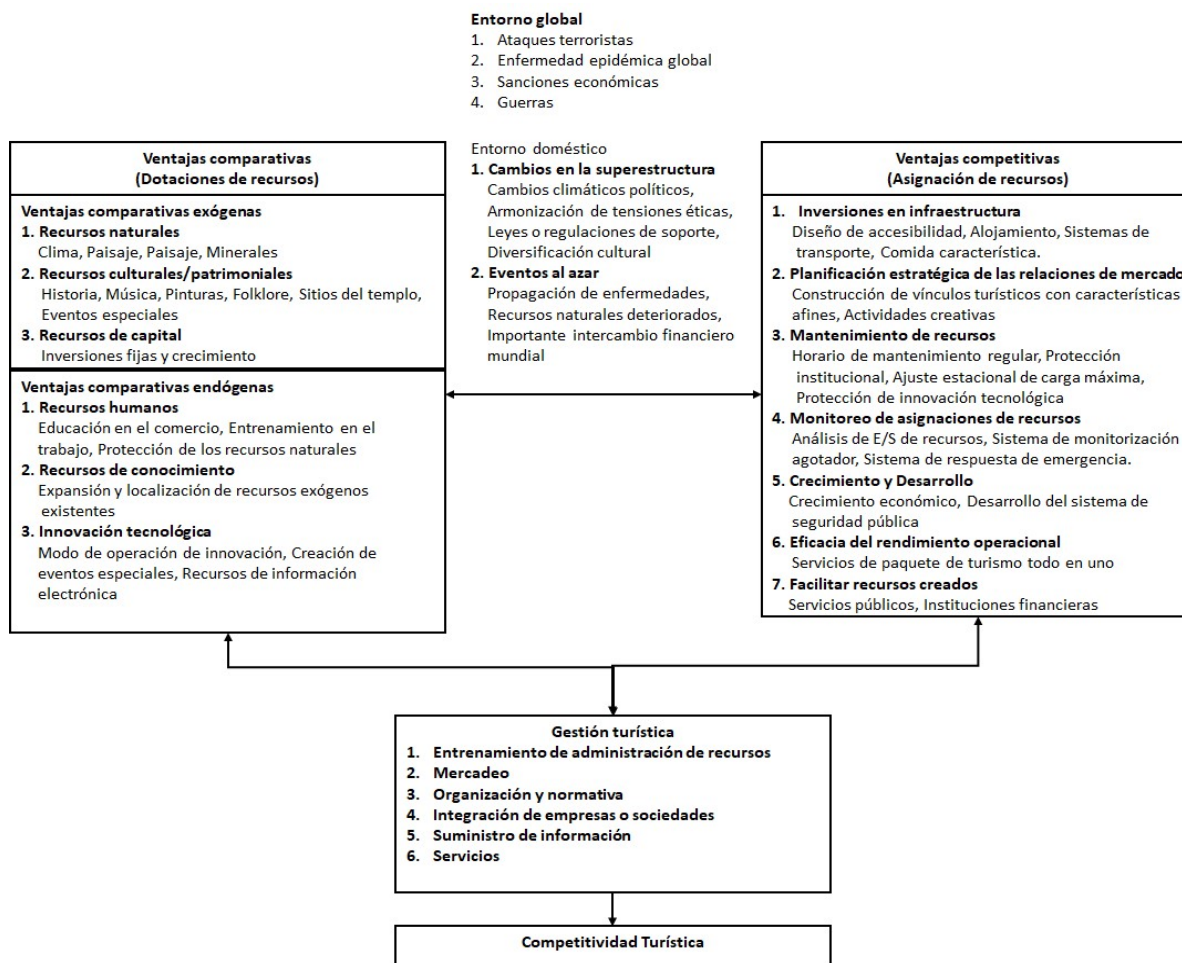 Entorno global
1. Ataques terroristas
2. Enfermedad epidémica global
3. Sanciones económicas
4. Guerras
Ventajas comparativas
(Dotaciones de recursos)
Ventajas comparativas exógenas
1. Recursos naturales
Clima, Paisaje, Paisaje, Minerales
2. Recursos culturales/patrimoniales
Historia, Música, Pinturas, Folklore, Sitios del templo,
Eventos especiales
3. Recursos de capital
Inversiones fijas y crecimiento
Ventajas comparativas endógenas
1. Recursos humanos
Educación en el comercio, Entrenamiento en el
trabajo, Protección de los recursos naturales
2. Recursos de conocimiento
Expansión y localización de recursos exógenos
existentes
3. Innovación tecnológica
Modo de operación de innovación, Creación de
eventos especiales, Recursos de información
electrónica
Entorno doméstico
1. Cambios en la superestructura
Cambios climáticos políticos,
Armonización de tensiones éticas,
Leyes o regulaciones de soporte,
Diversificación cultural
2. Eventos al azar
Propagación de enfermedades,
Recursos naturales deteriorados,
Importante intercambio financiero
mundial
Ventajas competitivas
(Asignación de recursos)
1. Inversiones en infraestructura
Diseño de accesibilidad, Alojamiento, Sistemas de
transporte, Comida característica.
2. Planificación estratégica de las relaciones de mercado
Construcción de vínculos turísticos con características
afines, Actividades creativas
3. Mantenimiento de recursos
Horario de mantenimiento regular, Protección
institucional, Ajuste estacional de carga máxima,
Protección de innovación tecnológica
4. Monitoreo de asignaciones de recursos
Análisis de E/S de recursos, Sistema de monitorización
agotador, Sistema de respuesta de emergencia.
5. Crecimiento y Desarrollo
Crecimiento económico, Desarrollo del sistema de
seguridad pública
6. Eficacia del rendimiento operacional
Servicios de paquete de turismo todo en uno
7. Facilitar recursos creados
Servicios públicos, Instituciones financieras
Gestión turística
1. Entrenamiento de administración de recursos
2. Mercadeo
3. Organización y normativa
4. Integración de empresas o sociedades
5. Suministro de información
6. Servicios
Competitividad Turística